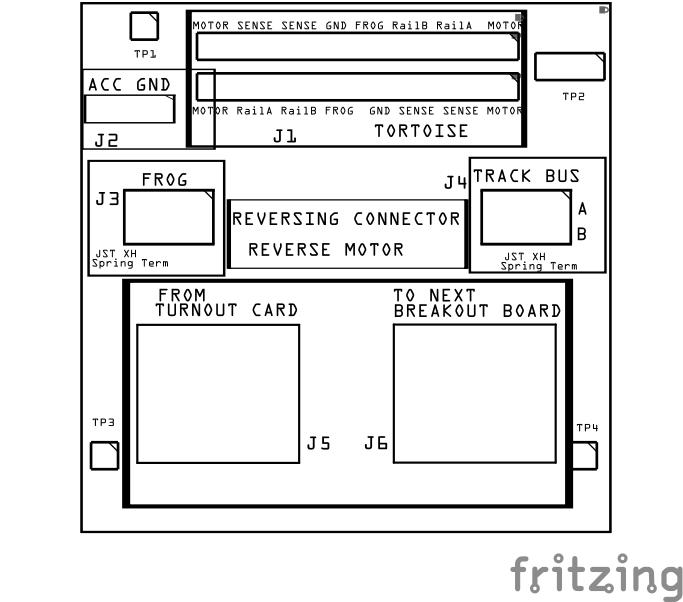 MOTOR SENSE SENSE GND FROG RailB RailA MOTOR
TP1
ACC GND
TP2
MOTOR RailA RailB FROG GND SENSE SENSE MOTOR
J1 TORTOISE
J2
FROG
J3
J4 TRACK BUS
A
B
REVERSING CONNECTOR
REVERSE MOTOR
JST XH
Spring Term
JST XH
Spring Term
FROM
TURNOUT CARD
TO NEXT
BREAKOUT BOARD
TP3
TP4
J5
J6
fritzing